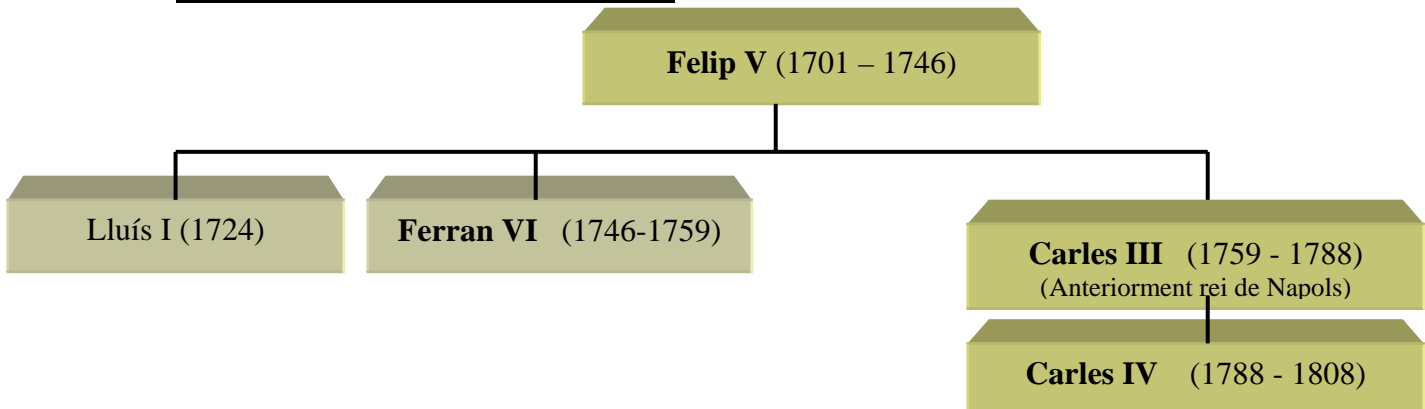 Felip V (1701 – 1746)
Lluís I (1724)
Ferran VI (1746-1759)
Carles III (1759 - 1788)
(Anteriorment rei de Napols)
Carles IV (1788 - 1808)